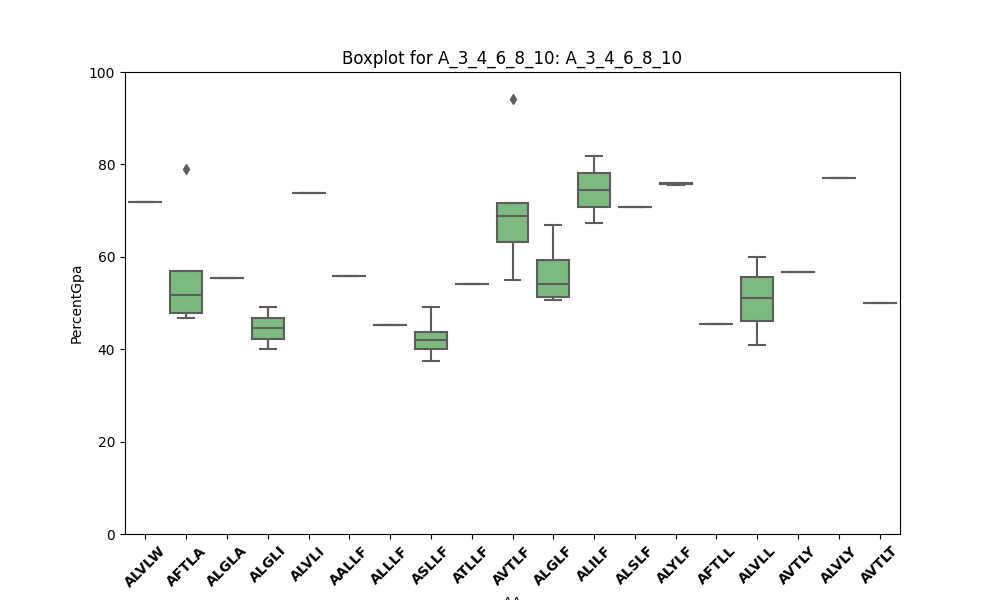 Boxplot for A_3_4_6_8_10: A_3_4_6_8_10
100
80
60
40
20
0
PercentGpa
ALVLW AFTLA ALGLA ALGLI ALVLI AALLF ALLLF ASLLF ATLLF AVTLF ALGLF ALILF ALSLF ALYLF AFTLL ALVLL AVTLY ALVLY AVTLT